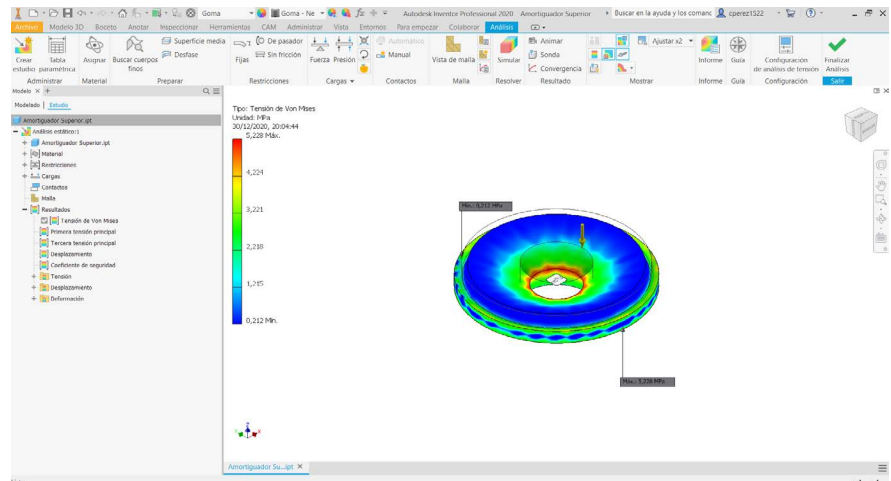 Goma
Goma - Ne
Autodesk Inventor Professional 2020 Amortiguador Superior
Buscar en la ayuda y los comanc
cperez1522
Archivo Modelo 3D Boceto Anotar Inspeccionar Herramientas CAM Administrar Vista Entornos Para empezar Colaborar Análisis
Crear estudio
Tabla paramétrica
Asignar
Buscar cuerpos finos
Superficie media
Desfase
Fijas
De pasador
Sin fricción
Fuerza
Presión
Automático
Manual
Vista de malla
Simular
Animar
Sonda
Convergencia
Ajustar x2
Informe
Guía
Configuración de análisis de tensión
Finalizar Análisis
Administrar Material Preparar Restricciones Cargas Contactos Malla Resolver Resultado Mostrar Informe Guía Configuración Salir
Modelo × +
Modelado | Estudio
Amortiguador Superior.ipt
Análisis estático:1
Amortiguador Superior.ipt
Material
Restricciones
Cargas
Contactos
Malla
Resultados
Tensión de Von Mises
Primera tensión principal
Tercera tensión principal
Desplazamiento
Coeficiente de seguridad
Tensión
Desplazamiento
Deformación
Tipo: Tensión de Von Mises
Unidad: MPa
30/12/2020, 20:04:44
5,228 Máx.
4,224
3,221
2,218
1,215
0,212 Mín.
Mín.: 0,212 MPa
Máx.: 5,228 MPa
Amortiguador Su...ipt ×